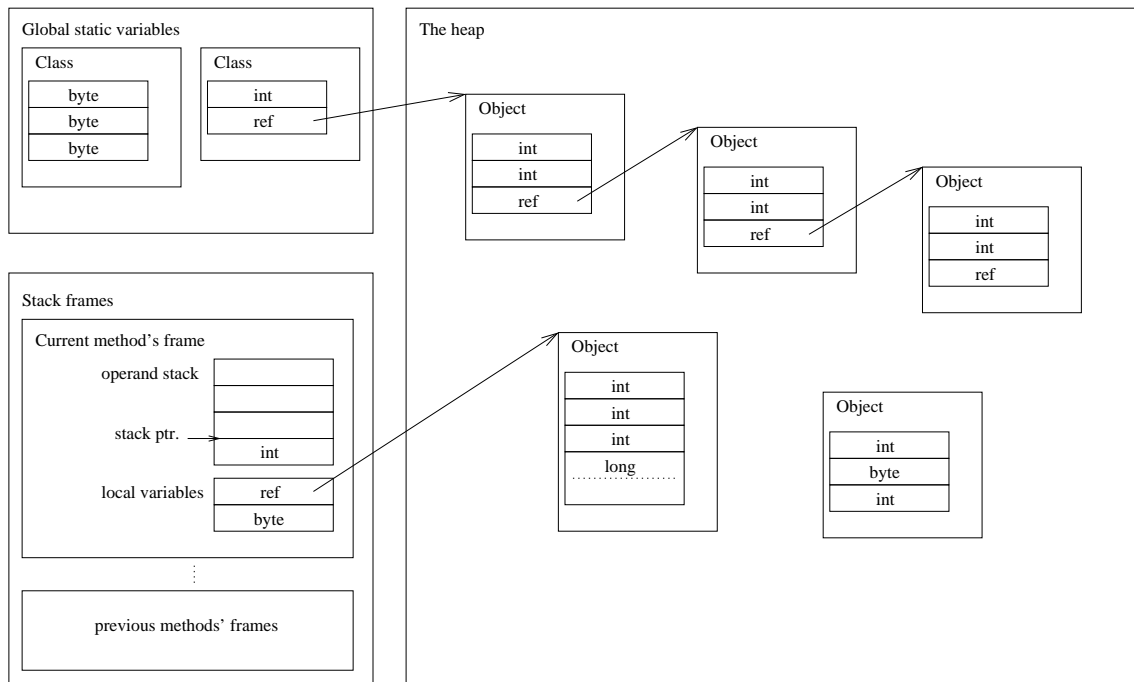 Global static variables
Class
byte
byte
byte
Class
int
ref
Stack frames
Current method's frame
operand stack
stack ptr.
int
local variables
ref
byte
previous methods' frames
The heap
Object
int
int
ref
Object
int
int
ref
Object
int
int
ref
Object
int
int
int
long
Object
int
byte
int